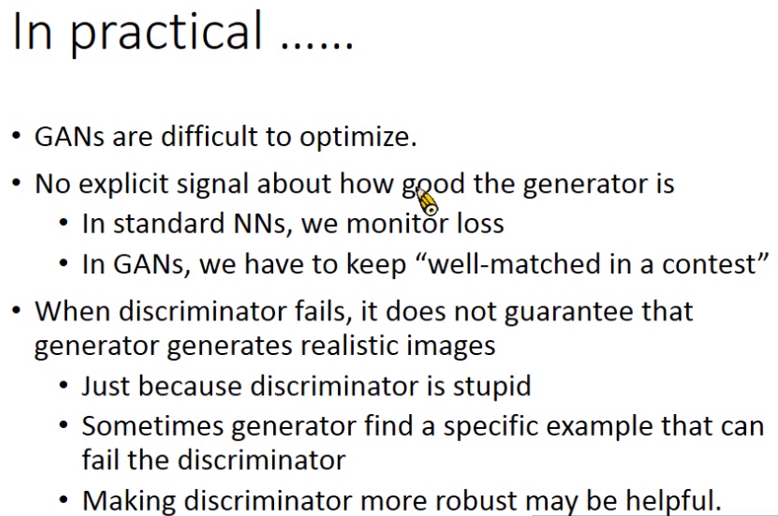 In practical ......
• GANs are difficult to optimize.
• No explicit signal about how good the generator is
• In standard NNs, we monitor loss
• In GANs, we have to keep “well-matched in a contest”
• When discriminator fails, it does not guarantee that
generator generates realistic images
• Just because discriminator is stupid
• Sometimes generator find a specific example that can
fail the discriminator
• Making discriminator more robust may be helpful.